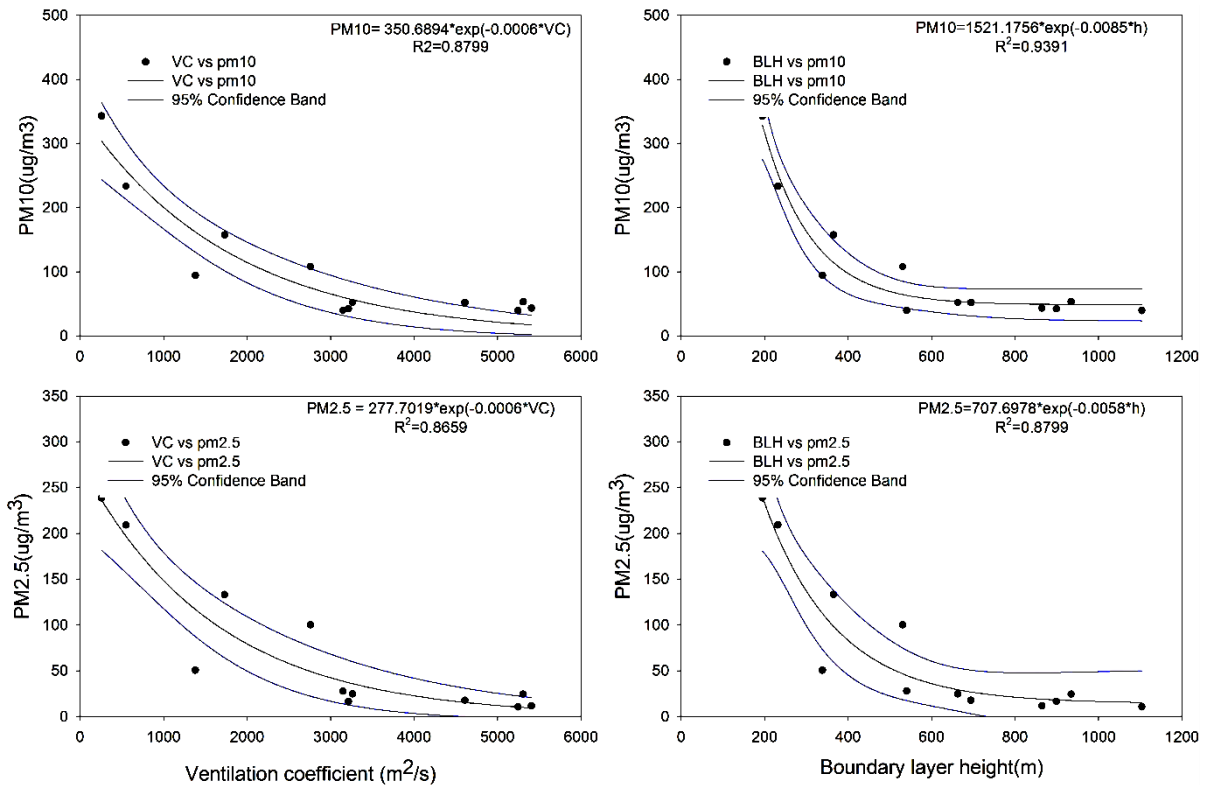 PM10= 350.6894*exp(-0.0006*VC)
R2=0.8799
VC vs pm10
VC vs pm10
95% Confidence Band
PM10(ug/m3)
500
400
300
200
100
0
0 1000 2000 3000 4000 5000 6000
PM10=1521.1756*exp(-0.0085*h)
R²=0.9391
BLH vs pm10
BLH vs pm10
95% Confidence Band
PM10(ug/m3)
500
400
300
200
100
0
0 200 400 600 800 1000 1200
PM2.5 = 277.7019*exp(-0.0006*VC)
R²=0.8659
VC vs pm2.5
VC vs pm2.5
95% Confidence Band
PM2.5(ug/m³)
350
300
250
200
150
100
50
0
0 1000 2000 3000 4000 5000 6000
Ventilation coefficient (m²/s)
PM2.5=707.6978*exp(-0.0058*h)
R²=0.8799
BLH vs pm2.5
BLH vs pm2.5
95% Confidence Band
PM2.5(ug/m³)
350
300
250
200
150
100
50
0
0 200 400 600 800 1000 1200
Boundary layer height(m)